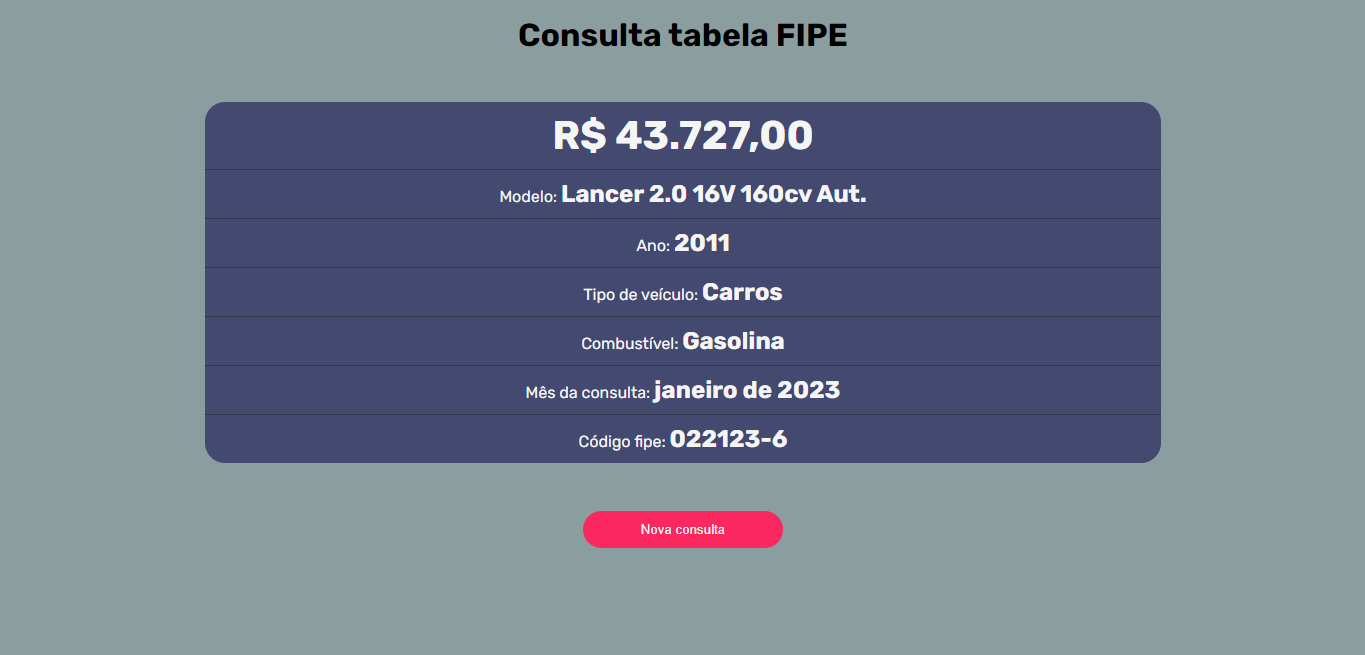 Consulta tabela FIPE
R$ 43.727,00
Modelo: Lancer 2.0 16V 160cv Aut.
Ano: 2011
Tipo de veículo: Carros
Combustível: Gasolina
Mês da consulta: janeiro de 2023
Código fipe: 022123-6
Nova consulta